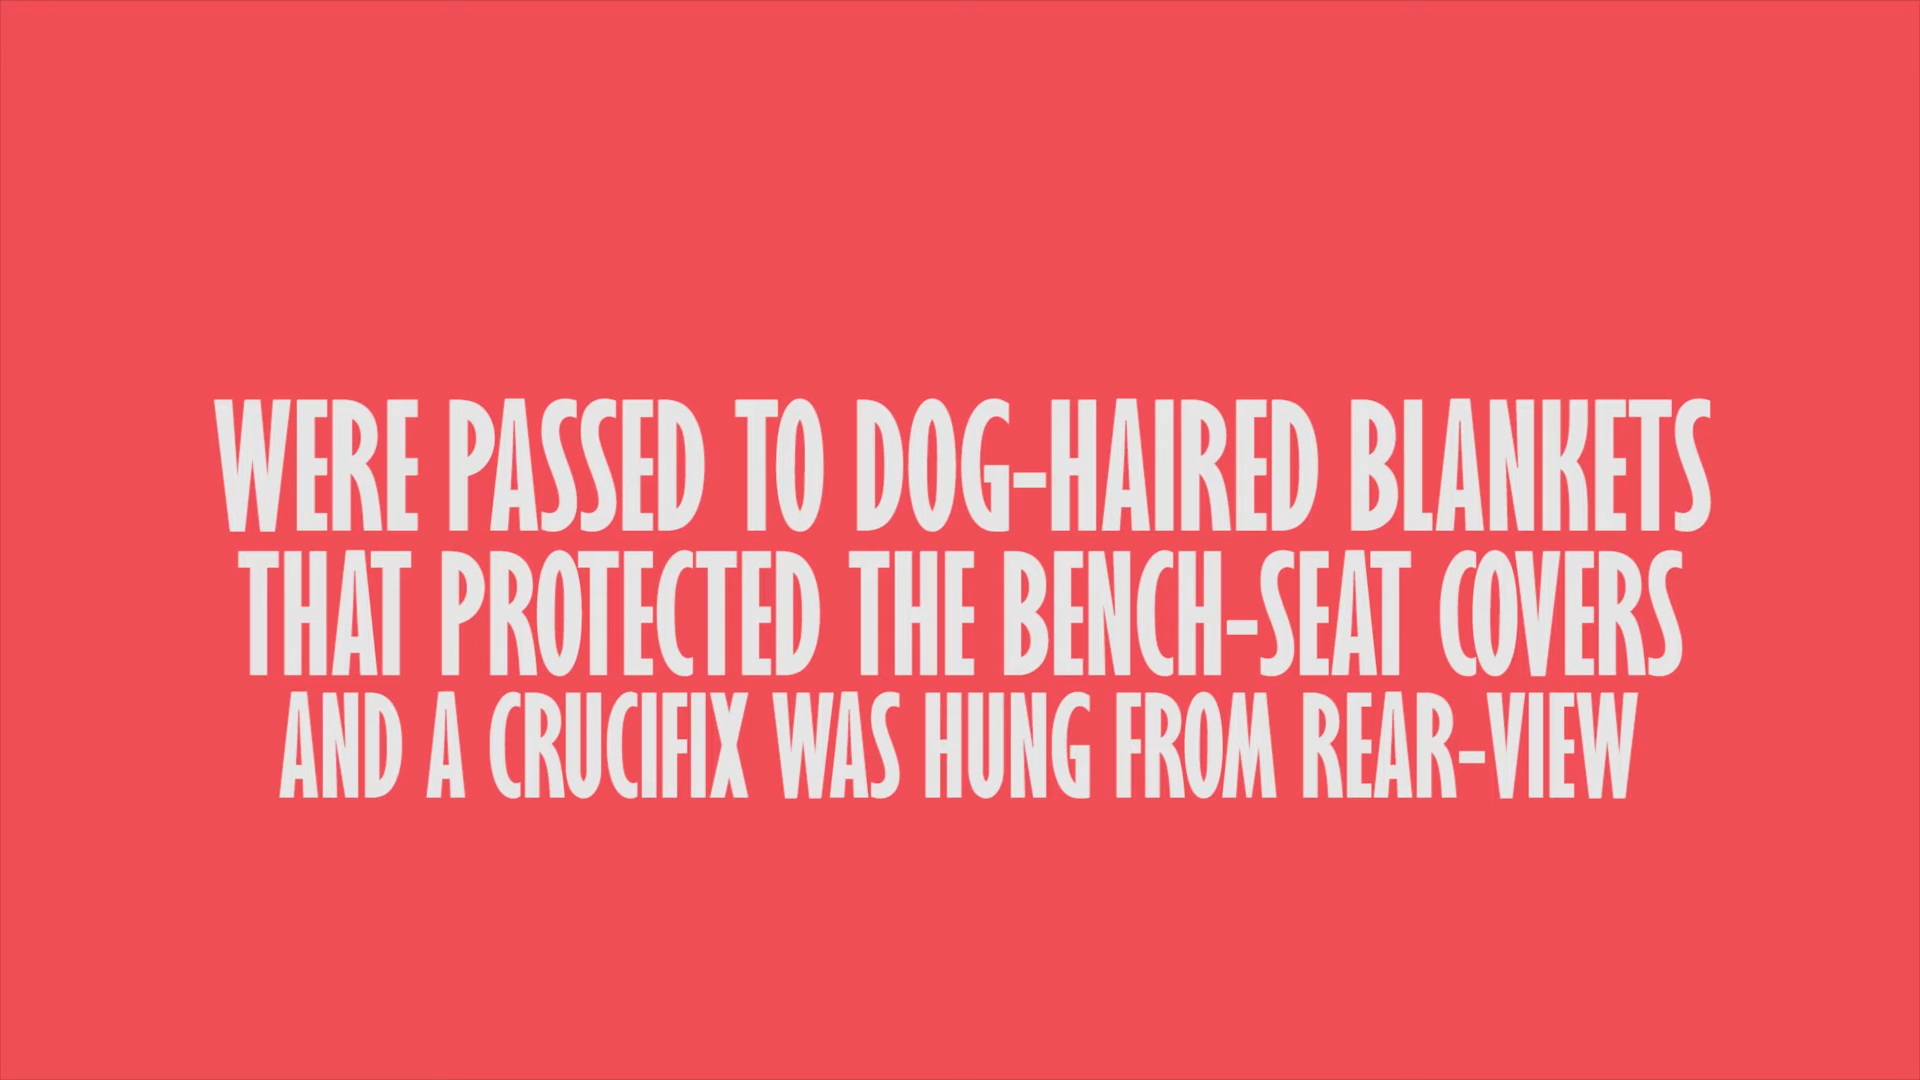 WERE PASSED TO DOG-HAIRED BLANKETS
THAT PROTECTED THE BENCH-SEAT COVERS
AND A CRUCIFIX WAS HUNG FROM REAR-VIEW